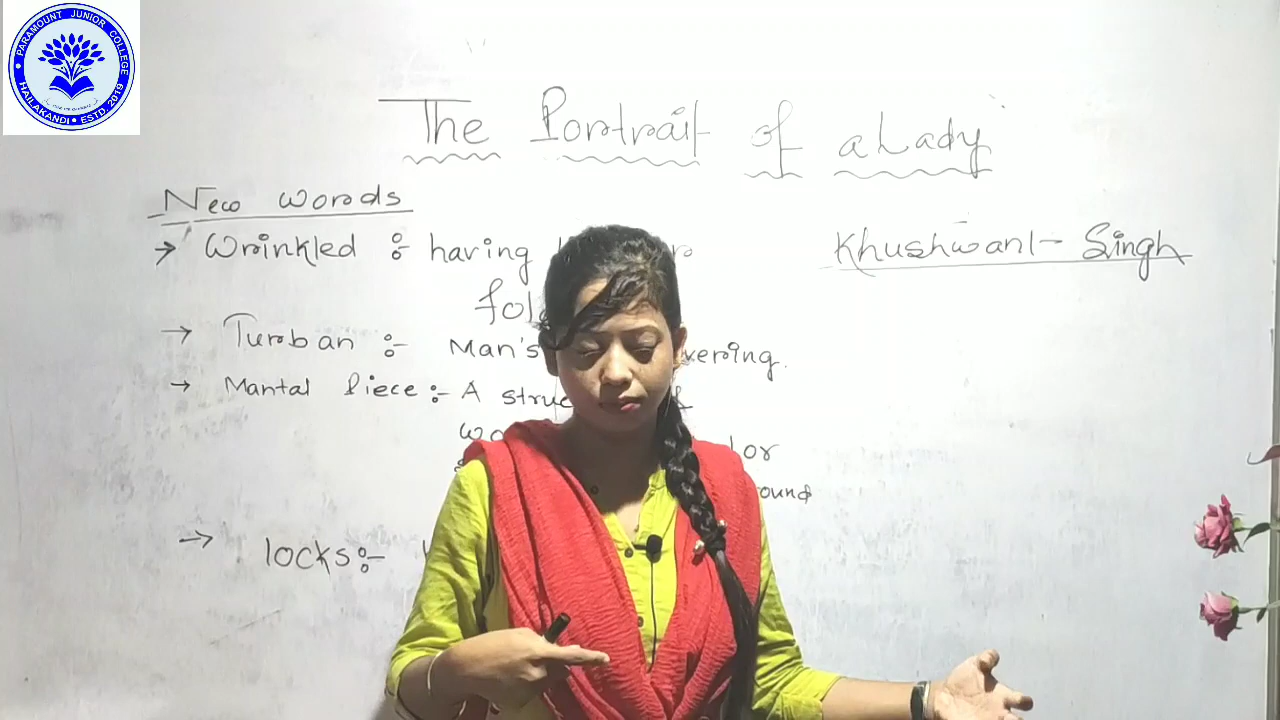 PARAMOUNT JUNIOR COLLEGE
HAILAKANDI • ESTD. 2019
The Portrait of a Lady
New words
Khushwant Singh
→ Wrinkled :- having
→ Turban :- Man's
→ Mantal Piece :- A
→ locks :-